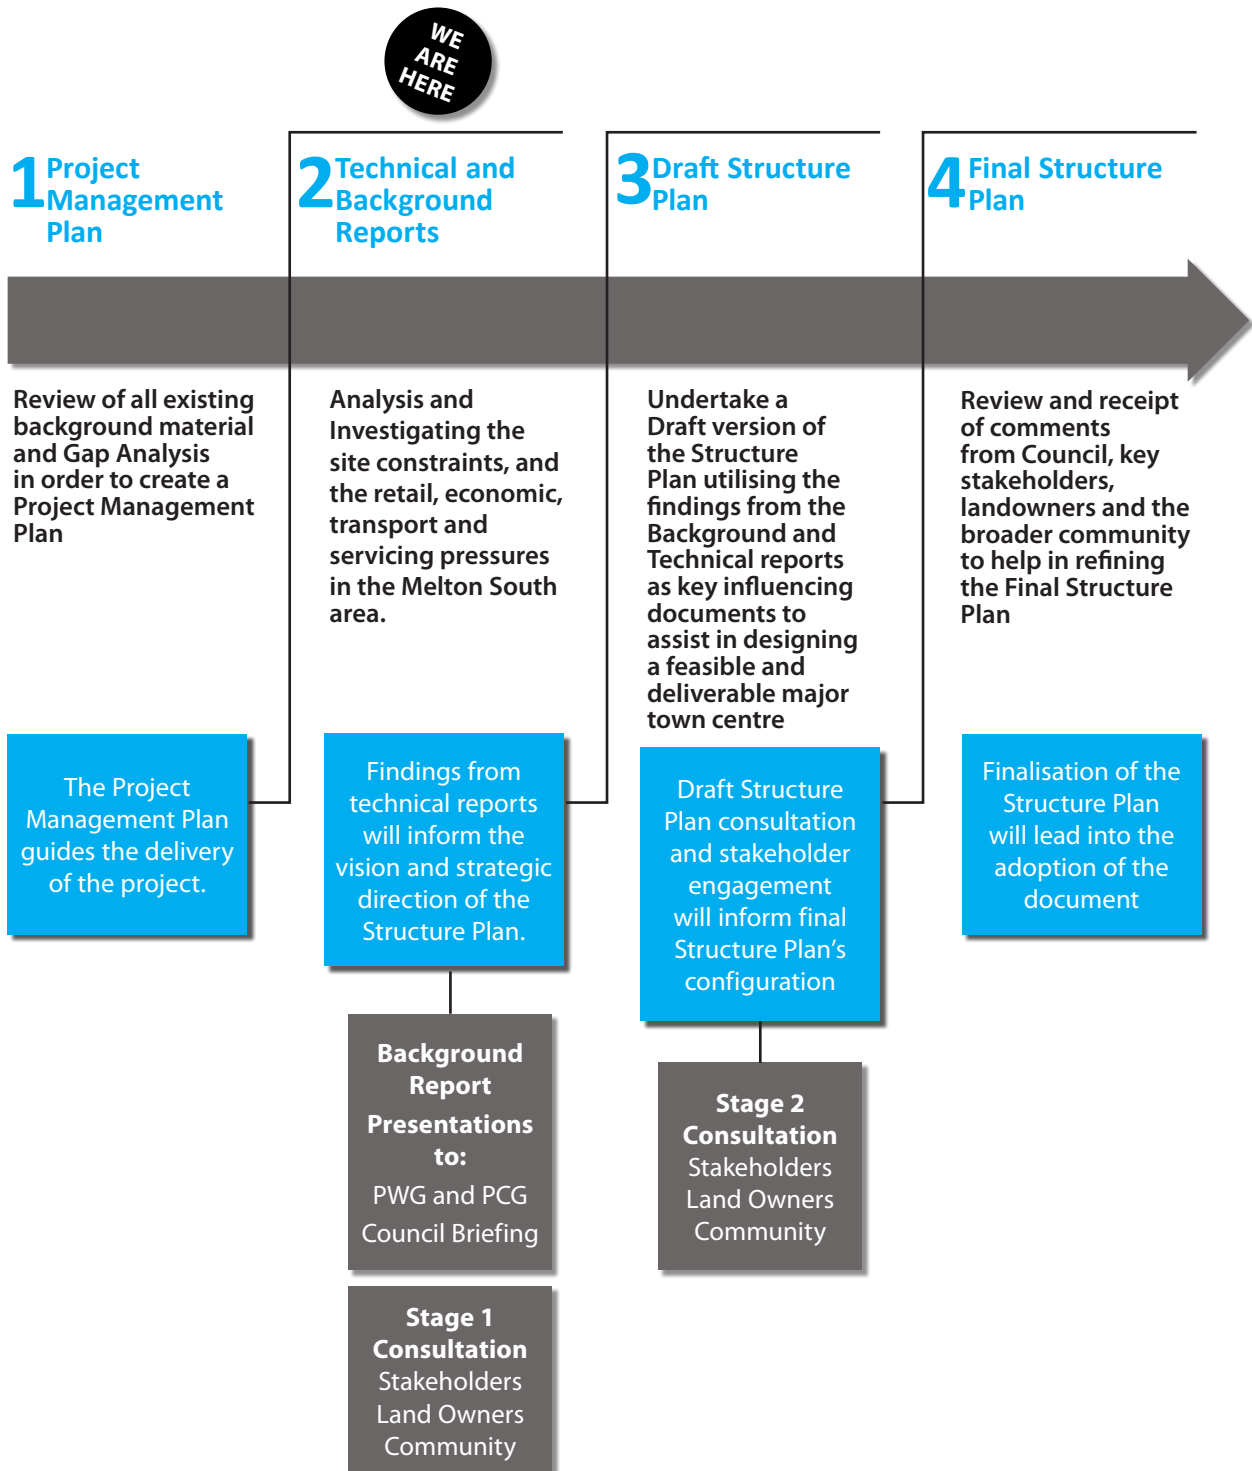 WE
ARE
HERE
1 Project
Management
Plan
2 Technical and
Background
Reports
3 Draft Structure
Plan
4 Final Structure
Plan
Review of all existing
background material
and Gap Analysis
in order to create a
Project Management
Plan
Analysis and
Investigating the
site constraints, and
the retail, economic,
transport and
servicing pressures
in the Melton South
area.
Undertake a
Draft version of
the Structure
Plan utilising the
findings from the
Background and
Technical reports
as key influencing
documents to
assist in designing
a feasible and
deliverable major
town centre
Review and receipt
of comments
from Council, key
stakeholders,
landowners and the
broader community
to help in refining
the Final Structure
Plan
The Project
Management Plan
guides the delivery
of the project.
Findings from
technical reports
will inform the
vision and strategic
direction of the
Structure Plan.
Draft Structure
Plan consultation
and stakeholder
engagement
will inform final
Structure Plan's
configuration
Finalisation of the
Structure Plan
will lead into the
adoption of the
document
Background
Report
Presentations
to:
PWG and PCG
Council Briefing
Stage 1
Consultation
Stakeholders
Land Owners
Community
Stage 2
Consultation
Stakeholders
Land Owners
Community